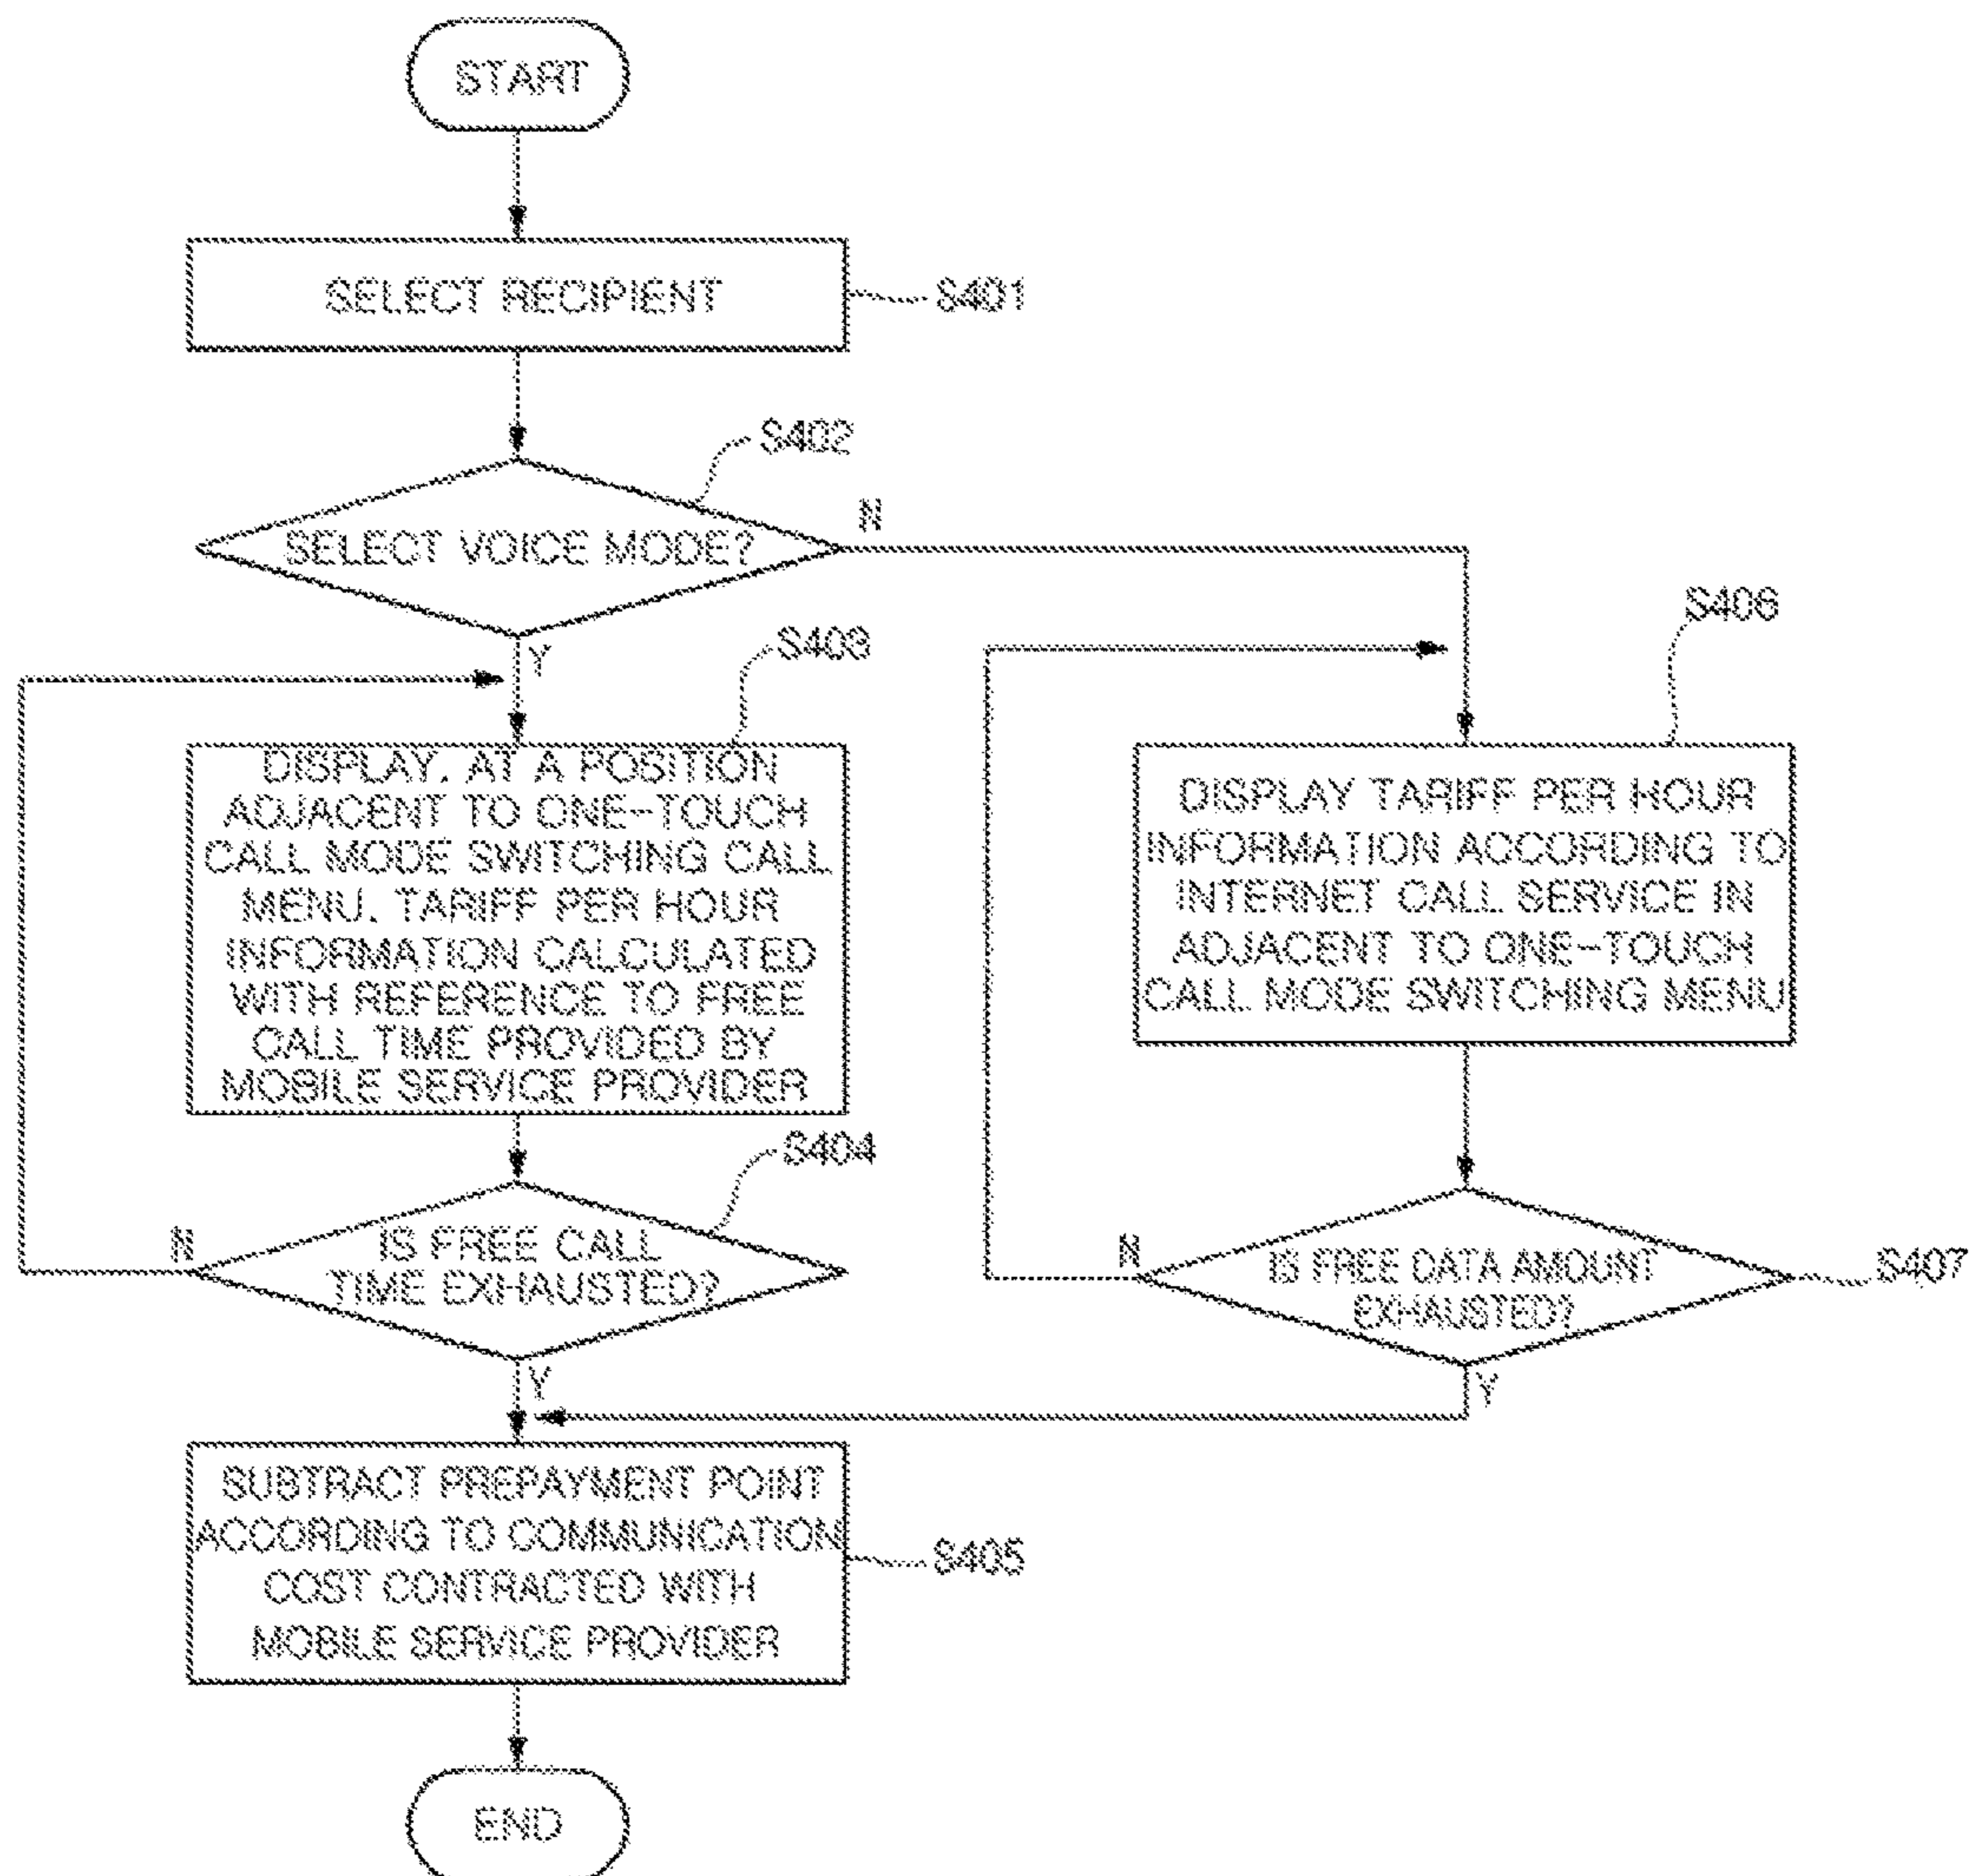 START
SELECT RECIPIENT
S401
S402
SELECT VOICE MODE?
N
Y
S403
DISPLAY, AT A POSITION
ADJACENT TO ONE-TOUCH
CALL MODE SWITCHING CALL
MENU, TARIFF PER HOUR
INFORMATION CALCULATED
WITH REFERENCE TO FREE
CALL TIME PROVIDED BY
MOBILE SERVICE PROVIDER
S406
DISPLAY TARIFF PER HOUR
INFORMATION ACCORDING TO
INTERNET CALL SERVICE IN
ADJACENT TO ONE-TOUCH
CALL MODE SWITCHING MENU
S404
N
IS FREE CALL
TIME EXHAUSTED?
Y
N
IS FREE DATA AMOUNT
EXHAUSTED?
S407
Y
SUBTRACT PREPAYMENT POINT
ACCORDING TO COMMUNICATION
COST CONTRACTED WITH
MOBILE SERVICE PROVIDER
S405
END